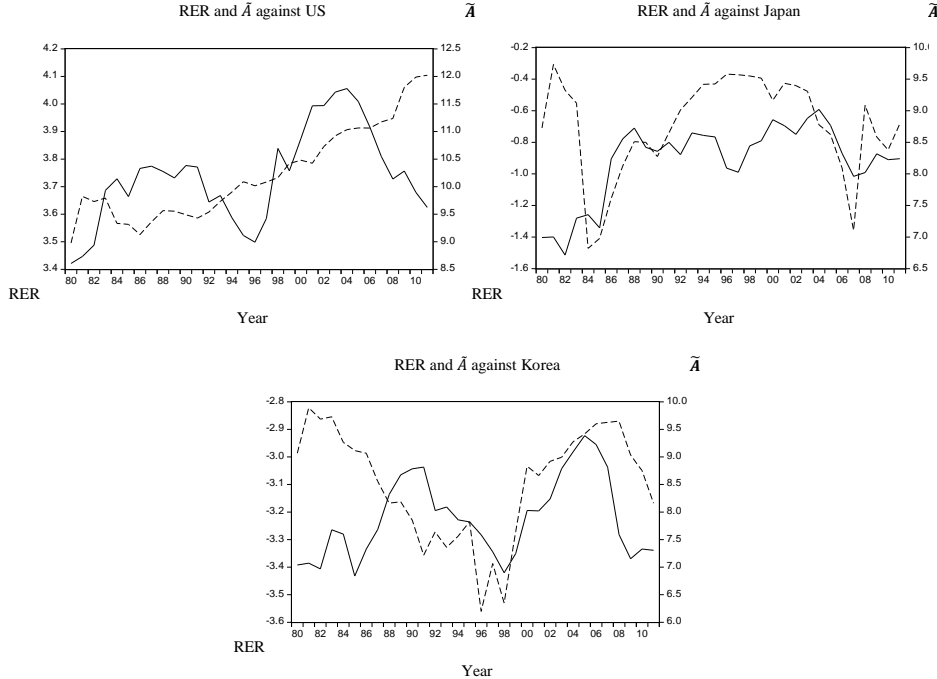 RER and Ã against US
Ã
4.2 12.5
4.1 12.0
4.0 11.5
3.9 11.0
3.8 10.5
3.7 10.0
3.6 9.5
3.5 9.0
3.4 8.5
80 82 84 86 88 90 92 94 96 98 00 02 04 06 08 10
RER
Year
RER and Ã against Japan
Ã
-0.2 10.0
-0.4 9.5
-0.6 9.0
-0.8 8.5
-1.0 8.0
-1.2 7.5
-1.4 7.0
-1.6 6.5
80 82 84 86 88 90 92 94 96 98 00 02 04 06 08 10
RER
Year
RER and Ã against Korea
Ã
-2.8 10.0
-2.9 9.5
-3.0 9.0
-3.1 8.5
-3.2 8.0
-3.3 7.5
-3.4 7.0
-3.5 6.5
-3.6 6.0
80 82 84 86 88 90 92 94 96 98 00 02 04 06 08 10
RER
Year